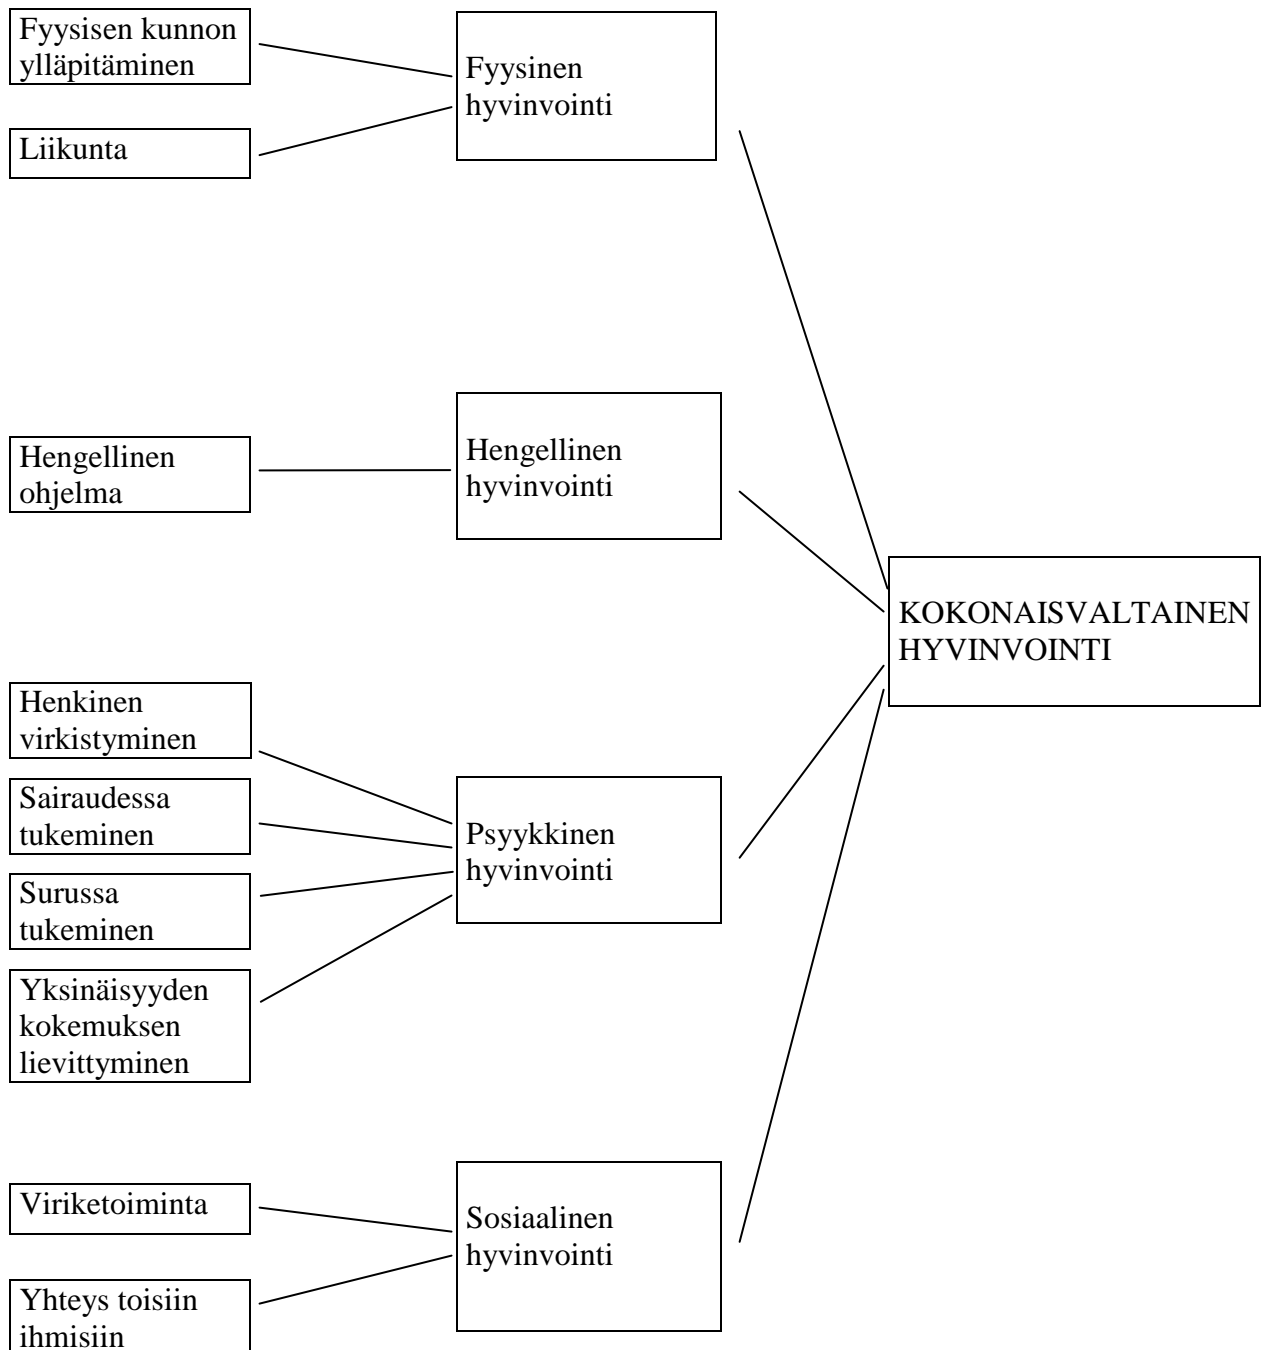 Fyysisen kunnon
ylläpitäminen
Liikunta
Fyysinen
hyvinvointi
Hengellinen
ohjelma
Hengellinen
hyvinvointi
KOKONAISVALTAINEN
HYVINVOINTI
Henkinen
virkistyminen
Sairaudessa
tukeminen
Surussa
tukeminen
Yksinäisyyden
kokemuksen
lievittyminen
Psyykkinen
hyvinvointi
Viriketoiminta
Yhteys toisiin
ihmisiin
Sosiaalinen
hyvinvointi